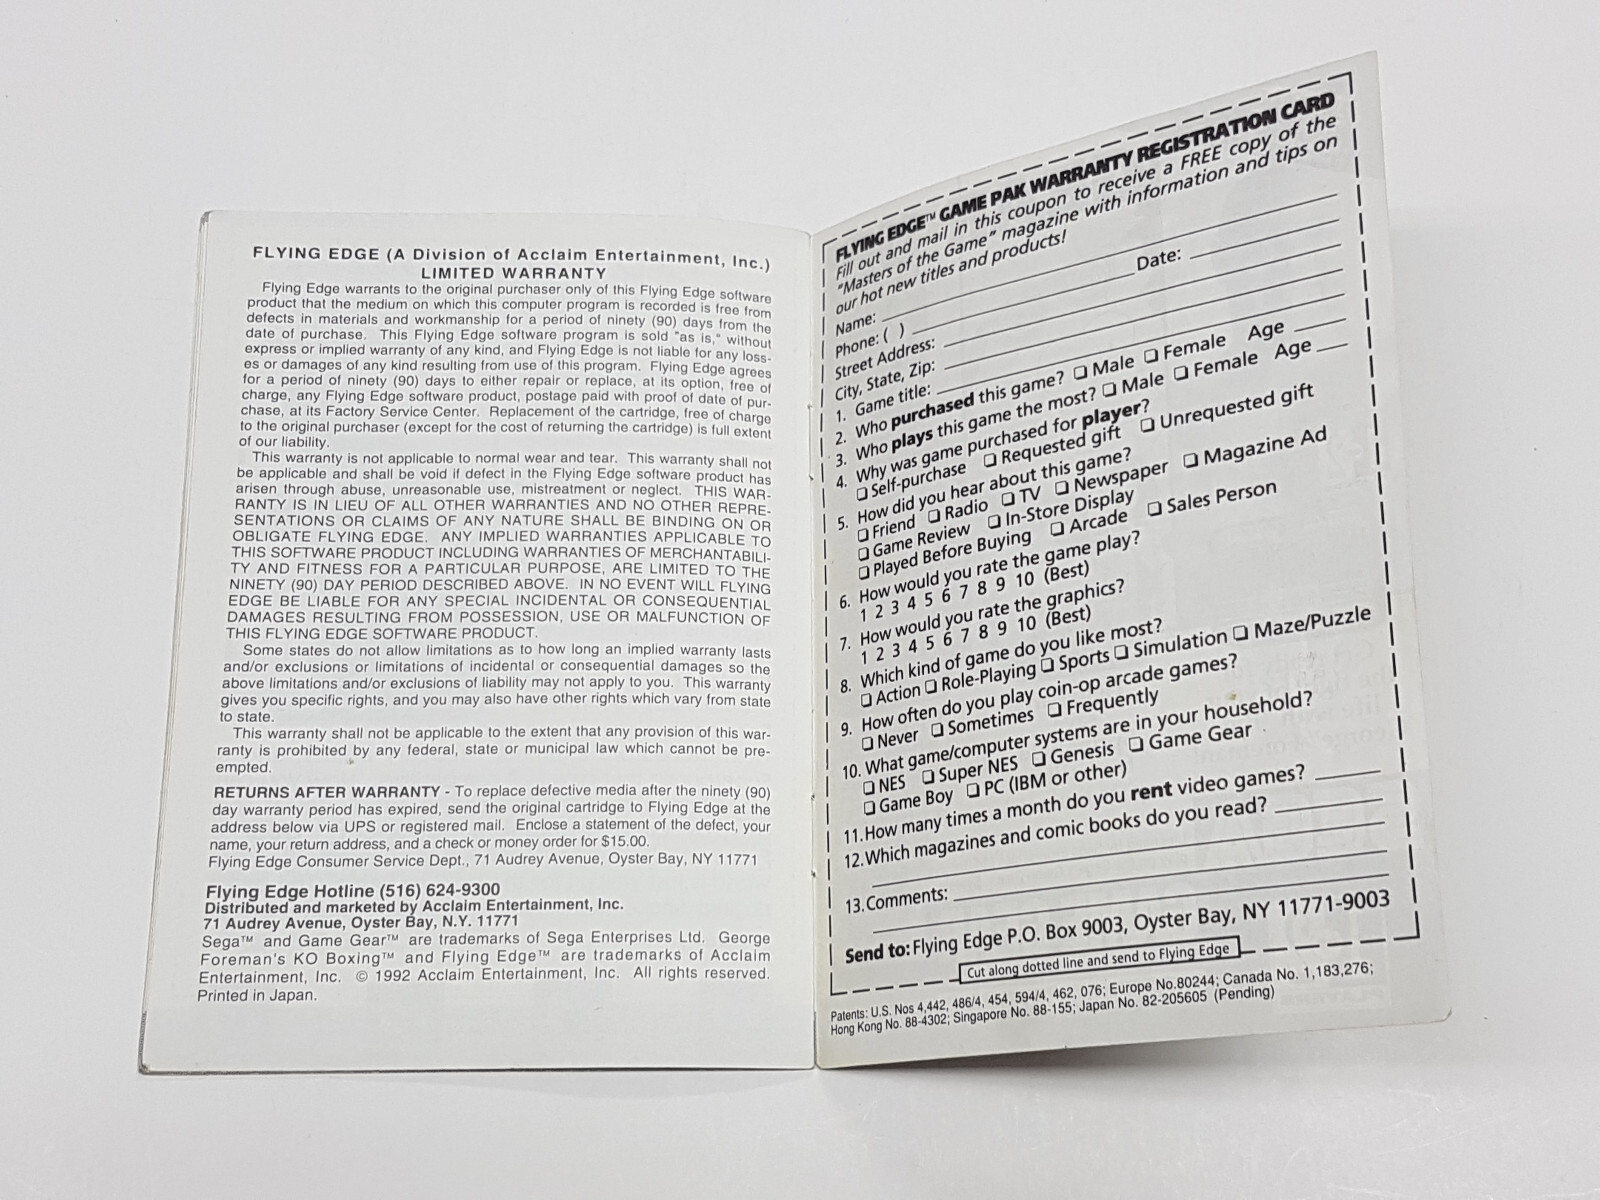 FLYING EDGE (A Division of Acclaim Entertainment, Inc.)
LIMITED WARRANTY
Flying Edge warrants to the original purchaser only of this Flying Edge software
product that the medium on which this computer program is recorded is free from
defects in materials and workmanship for a period of ninety (90) days from the
date of purchase. This Flying Edge software program is sold "as is," without
express or implied warranty of any kind, and Flying Edge is not liable for any loss-
es or damages of any kind resulting from use of this program. Flying Edge agrees
for a period of ninety (90) days to either repair or replace, at its option, free of
charge, any Flying Edge software product, postage paid with proof of date of pur-
chase, at its Factory Service Center. Replacement of the cartridge, free of charge
to the original purchaser (except for the cost of returning the cartridge) is full extent
of our liability.
This warranty is not applicable to normal wear and tear. This warranty shall not
be applicable and shall be void if defect in the Flying Edge software product has
arisen through abuse, unreasonable use, mistreatment or neglect. THIS WAR-
RANTY IS IN LIEU OF ALL OTHER WARRANTIES AND NO OTHER REPRE-
SENTATIONS OR CLAIMS OF ANY NATURE SHALL BE BINDING ON OR
OBLIGATE FLYING EDGE. ANY IMPLIED WARRANTIES APPLICABLE TO
THIS SOFTWARE PRODUCT INCLUDING WARRANTIES OF MERCHANTABILI-
TY AND FITNESS FOR A PARTICULAR PURPOSE, ARE LIMITED TO THE
NINETY (90) DAY PERIOD DESCRIBED ABOVE. IN NO EVENT WILL FLYING
EDGE BE LIABLE FOR ANY SPECIAL INCIDENTAL OR CONSEQUENTIAL
DAMAGES RESULTING FROM POSSESSION, USE OR MALFUNCTION OF
THIS FLYING EDGE SOFTWARE PRODUCT.
Some states do not allow limitations as to how long an implied warranty lasts
and/or exclusions or limitations of incidental or consequential damages so the
above limitations and/or exclusions of liability may not apply to you. This warranty
gives you specific rights, and you may also have other rights which vary from state
to state.
This warranty shall not be applicable to the extent that any provision of this war-
ranty is prohibited by any federal, state or municipal law which cannot be pre-
empted.
RETURNS AFTER WARRANTY - To replace defective media after the ninety (90)
day warranty period has expired, send the original cartridge to Flying Edge at the
address below via UPS or registered mail. Enclose a statement of the defect, your
name, your return address, and a check or money order for $15.00.
Flying Edge Consumer Service Dept., 71 Audrey Avenue, Oyster Bay, NY 11771
Flying Edge Hotline (516) 624-9300
Distributed and marketed by Acclaim Entertainment, Inc.
71 Audrey Avenue, Oyster Bay, N.Y. 11771
Sega™ and Game Gear™ are trademarks of Sega Enterprises Ltd. George
Foreman's KO Boxing™ and Flying Edge™ are trademarks of Acclaim
Entertainment, Inc. © 1992 Acclaim Entertainment, Inc. All rights reserved.
Printed in Japan.
FLYING EDGE™ GAME PAK WARRANTY REGISTRATION CARD
Fill out and mail in this coupon to receive a FREE copy of the
"Masters of the Game" magazine with information and tips on
our hot new titles and products!
Name: Date:
Phone: ( )
Street Address:
City, State, Zip:
1. Game title:
2. Who purchased this game? ❏ Male ❏ Female Age
3. Who plays this game the most? ❏ Male ❏ Female Age
4. Why was game purchased for player?
❏ Self-purchase ❏ Requested gift ❏ Unrequested gift
5. How did you hear about this game?
❏ Friend ❏ Radio ❏ TV ❏ Newspaper ❏ Magazine Ad
❏ Game Review ❏ In-Store Display
❏ Played Before Buying ❏ Arcade ❏ Sales Person
6. How would you rate the game play?
1 2 3 4 5 6 7 8 9 10 (Best)
7. How would you rate the graphics?
1 2 3 4 5 6 7 8 9 10 (Best)
8. Which kind of game do you like most?
❏ Action ❏ Role-Playing ❏ Sports ❏ Simulation ❏ Maze/Puzzle
9. How often do you play coin-op arcade games?
❏ Never ❏ Sometimes ❏ Frequently
10. What game/computer systems are in your household?
❏ NES ❏ Super NES ❏ Genesis ❏ Game Gear
❏ Game Boy ❏ PC (IBM or other)
11. How many times a month do you rent video games?
12. Which magazines and comic books do you read?
13. Comments:
Send to: Flying Edge P.O. Box 9003, Oyster Bay, NY 11771-9003
Cut along dotted line and send to Flying Edge
Patents: U.S. Nos 4,442, 486/4, 454, 594/4, 462, 076; Europe No.80244; Canada No. 1,183,276;
Hong Kong No. 88-4302; Singapore No. 88-155; Japan No. 82-205605 (Pending)